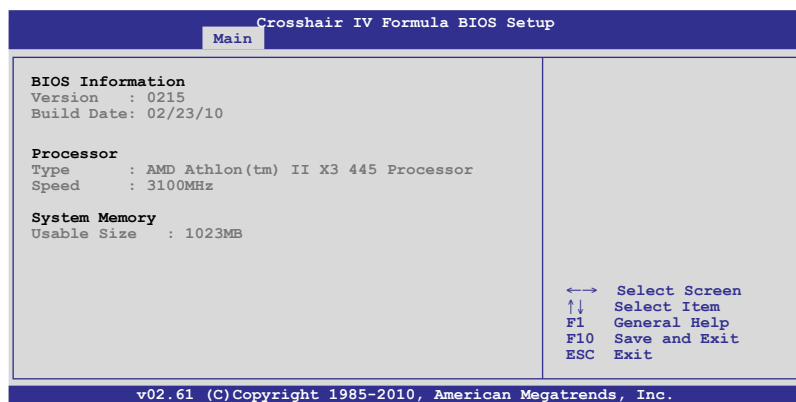 Crosshair IV Formula BIOS Setup
Main
BIOS Information
Version : 0215
Build Date: 02/23/10
Processor
Type : AMD Athlon(tm) II X3 445 Processor
Speed : 3100MHz
System Memory
Usable Size : 1023MB
←→ Select Screen
↑↓ Select Item
F1 General Help
F10 Save and Exit
ESC Exit
v02.61 (C)Copyright 1985-2010, American Megatrends, Inc.